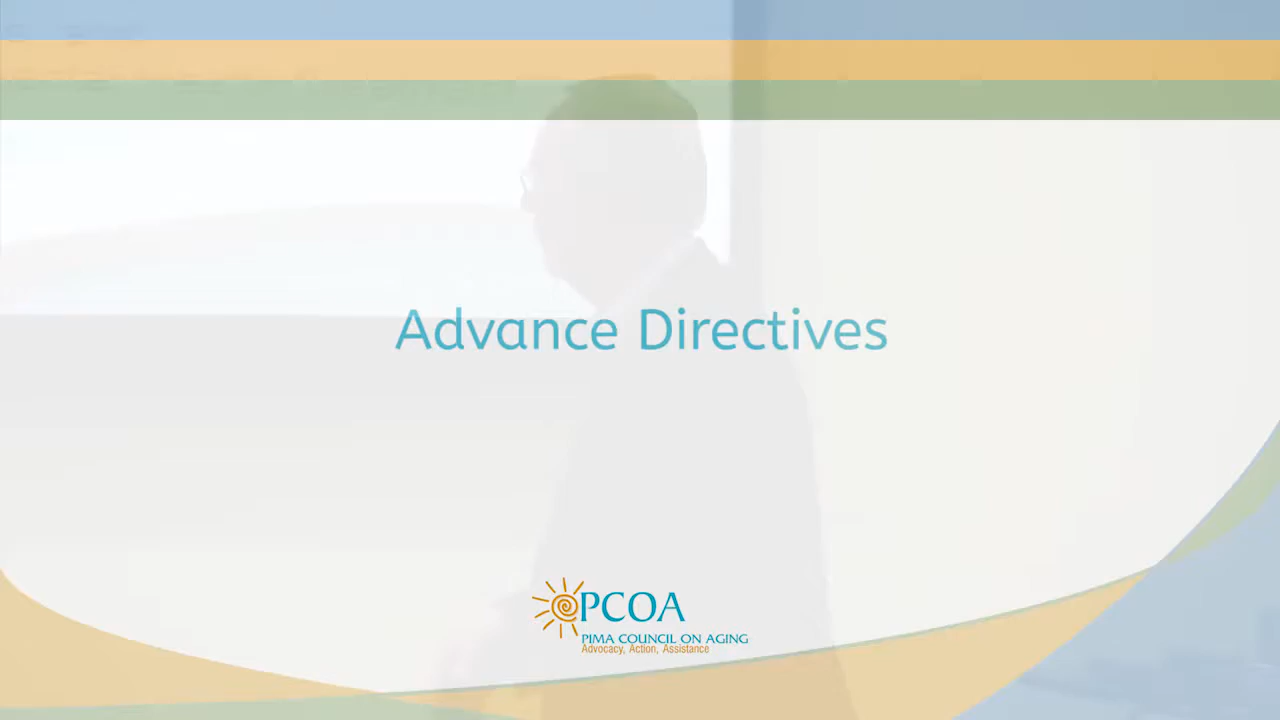 Advance Directives
PCOA
PIMA COUNCIL ON AGING
Advocacy, Action, Assistance